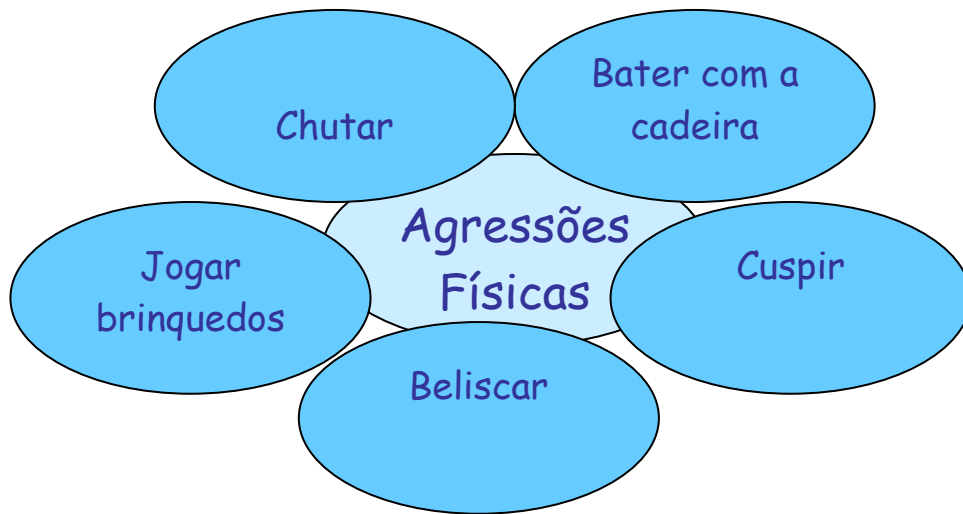 Chutar
Bater com a
cadeira
Agressões
Físicas
Jogar
brinquedos
Cuspir
Beliscar